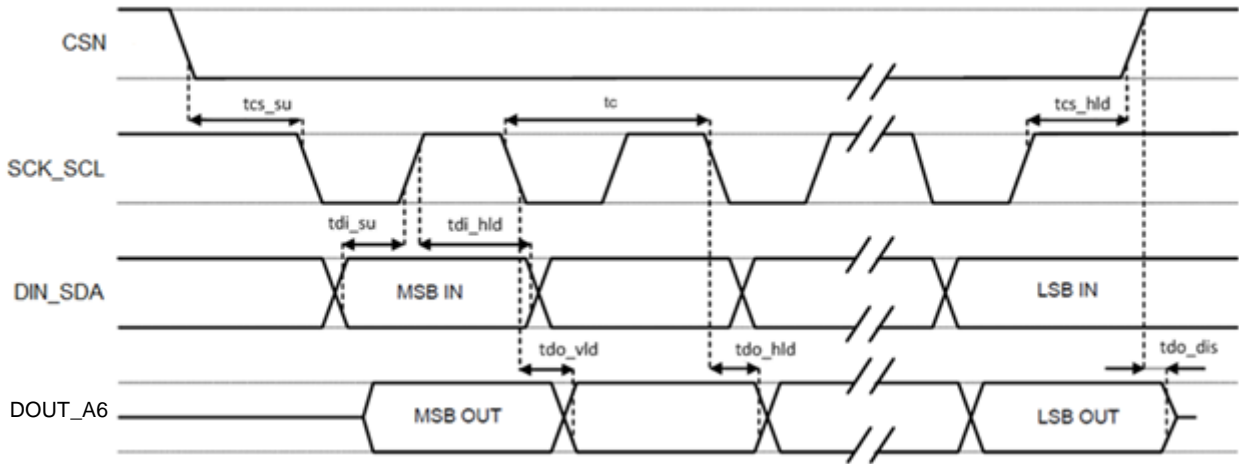 CSN
tcs_su
tc
tcs_hld
SCK_SCL
tdi_su
tdi_hld
DIN_SDA
MSB IN
LSB IN
tdo_vld
tdo_hld
tdo_dis
DOUT_A6
MSB OUT
LSB OUT